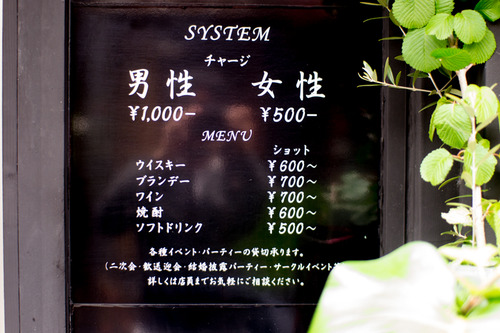 SYSTEM
チャージ
男性 女性
¥1,000− ¥500−
MENU
ショット
ウイスキー ¥600〜
ブランデー ¥700〜
ワイン ¥700〜
焼酎 ¥600〜
ソフトドリンク ¥500〜
各種イベント・パーティーの貸切承ります。
(二次会・歓送迎会・結婚披露パーティー・サークルイベント
詳しくは店員までお気軽にご相談ください。